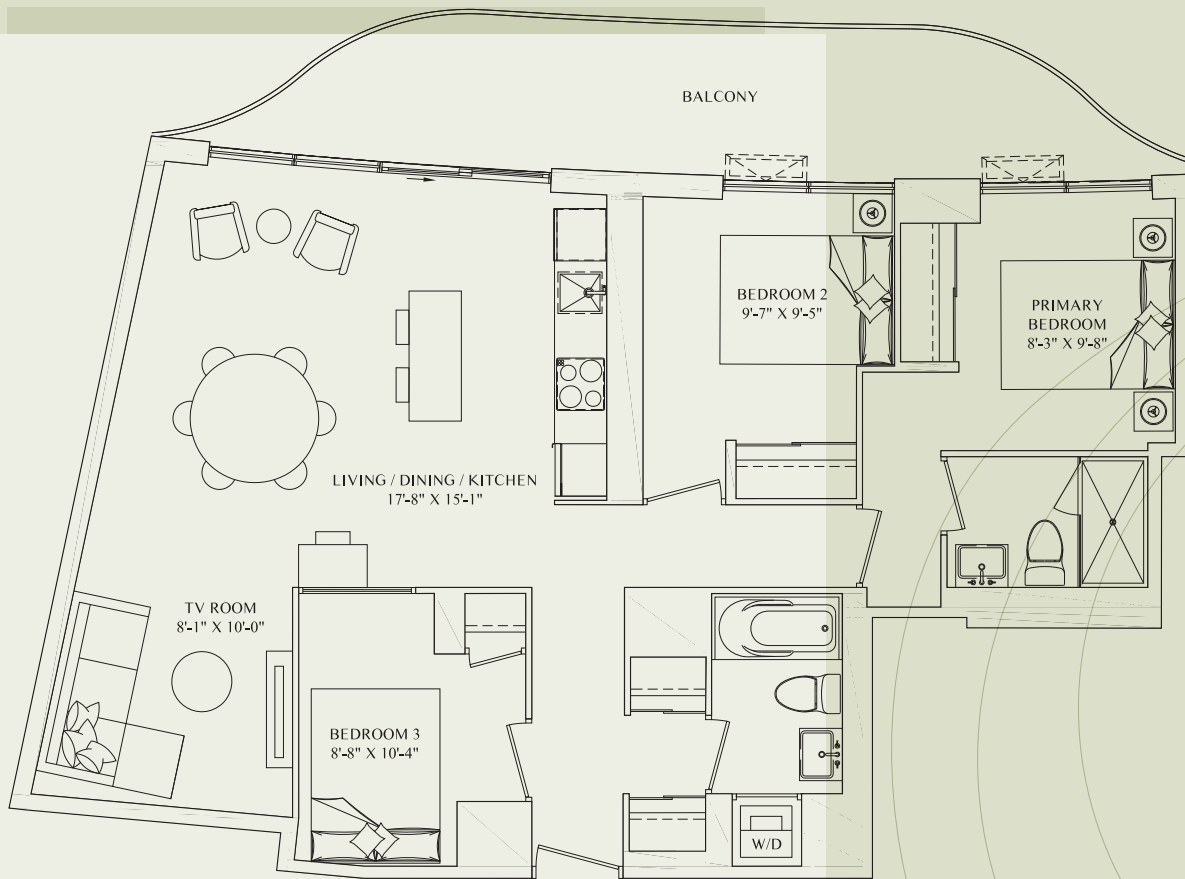 BALCONY
BEDROOM 2
9'-7" X 9'-5"
PRIMARY
BEDROOM
8'-3" X 9'-8"
LIVING / DINING / KITCHEN
17'-8" X 15'-1"
TV ROOM
8'-1" X 10'-0"
BEDROOM 3
8'-8" X 10'-4"
W/D